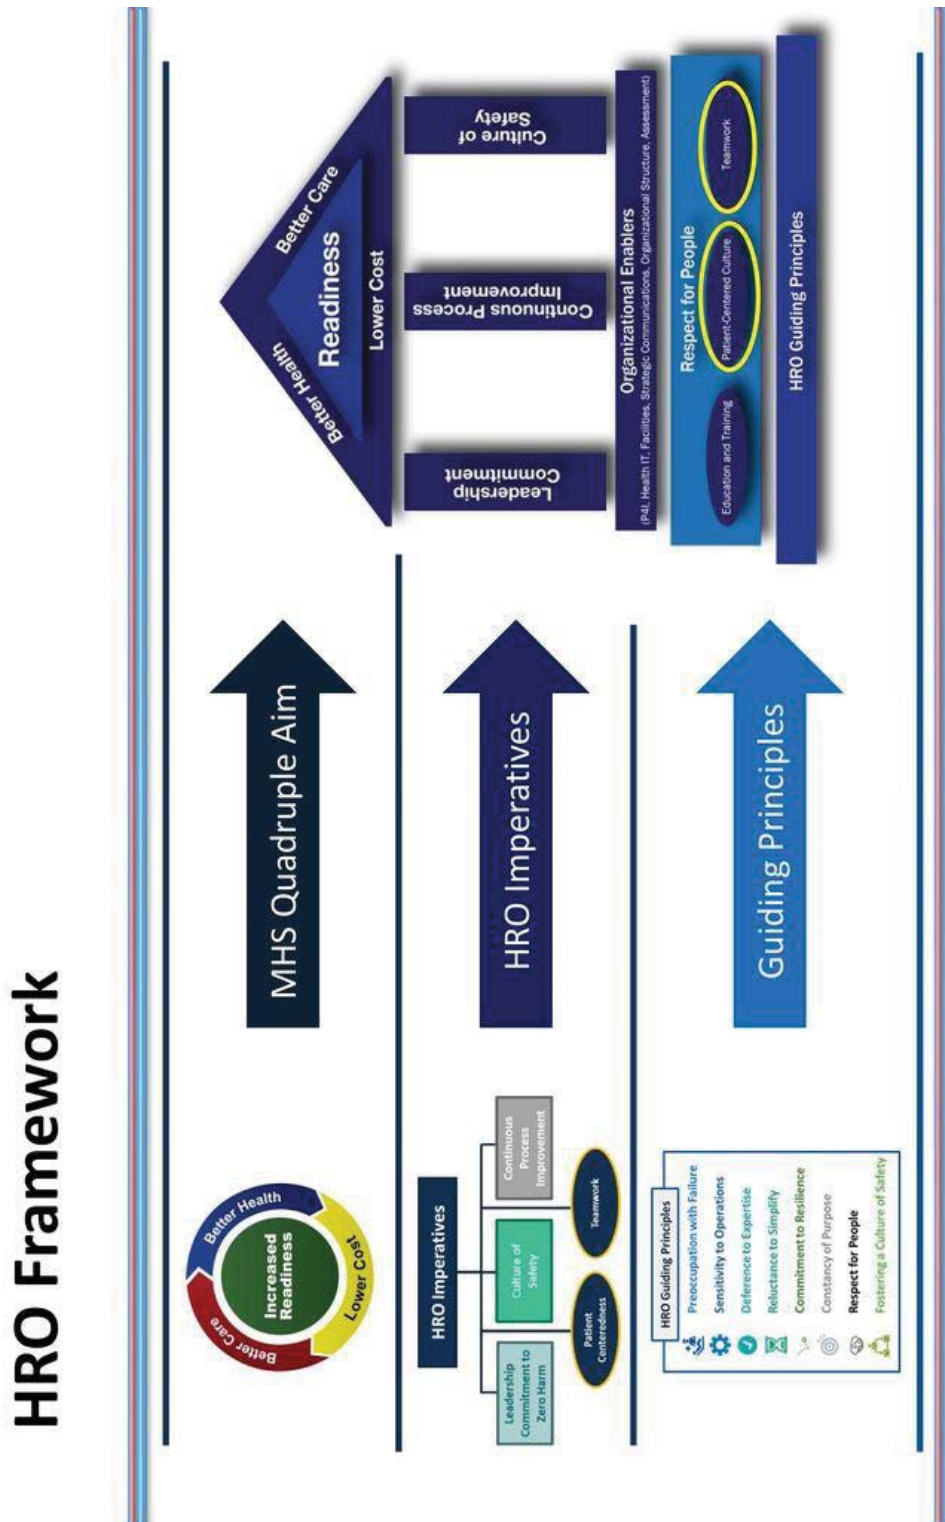 HRO Framework
Better Care
Better Health
Lower Cost
Increased
Readiness
MHS Quadruple Aim
Better Health
Better Care
Readiness
Lower Cost
HRO Imperatives
Leadership
Commitment to
Zero Harm
Culture of
Safety
Continuous
Process
Improvement
Patient
Centeredness
Teamwork
HRO Imperatives
Leadership
Commitment
Continuous Process
Improvement
Culture of
Safety
Organizational Enablers
(P4I, Health IT, Facilities, Strategic Communications, Organizational Structure, Assessment)
HRO Guiding Principles
Preoccupation with Failure
Sensitivity to Operations
Deference to Expertise
Reluctance to Simplify
Commitment to Resilience
Constancy of Purpose
Respect for People
Fostering a Culture of Safety
Guiding Principles
Respect for People
Education and Training
Patient-Centered Culture
Teamwork
HRO Guiding Principles